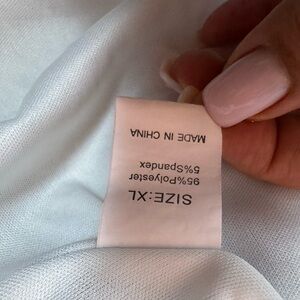 SIZE:XL
95%Polyester
5%Spandex
MADE IN CHINA